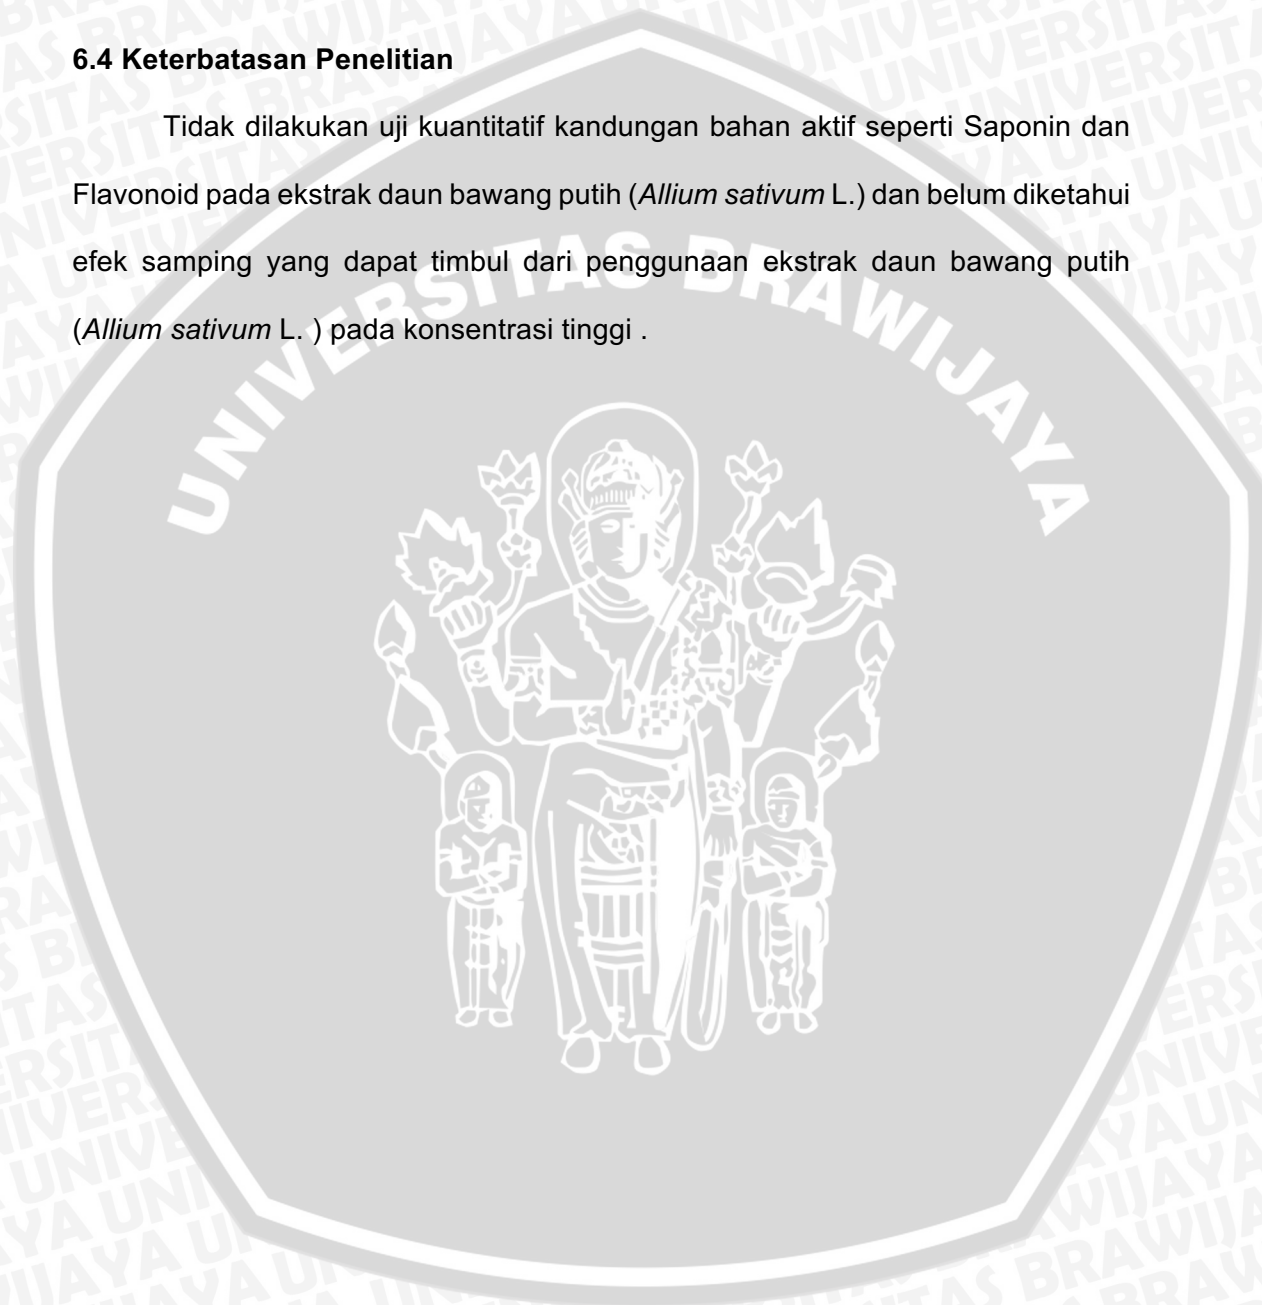 6.4 Keterbatasan Penelitian
Tidak dilakukan uji kuantitatif kandungan bahan aktif seperti Saponin dan
Flavonoid pada ekstrak daun bawang putih (Allium sativum L.) dan belum diketahui
efek samping yang dapat timbul dari penggunaan ekstrak daun bawang putih
(Allium sativum L. ) pada konsentrasi tinggi .
UNIVERSITAS BRAWIJAYA